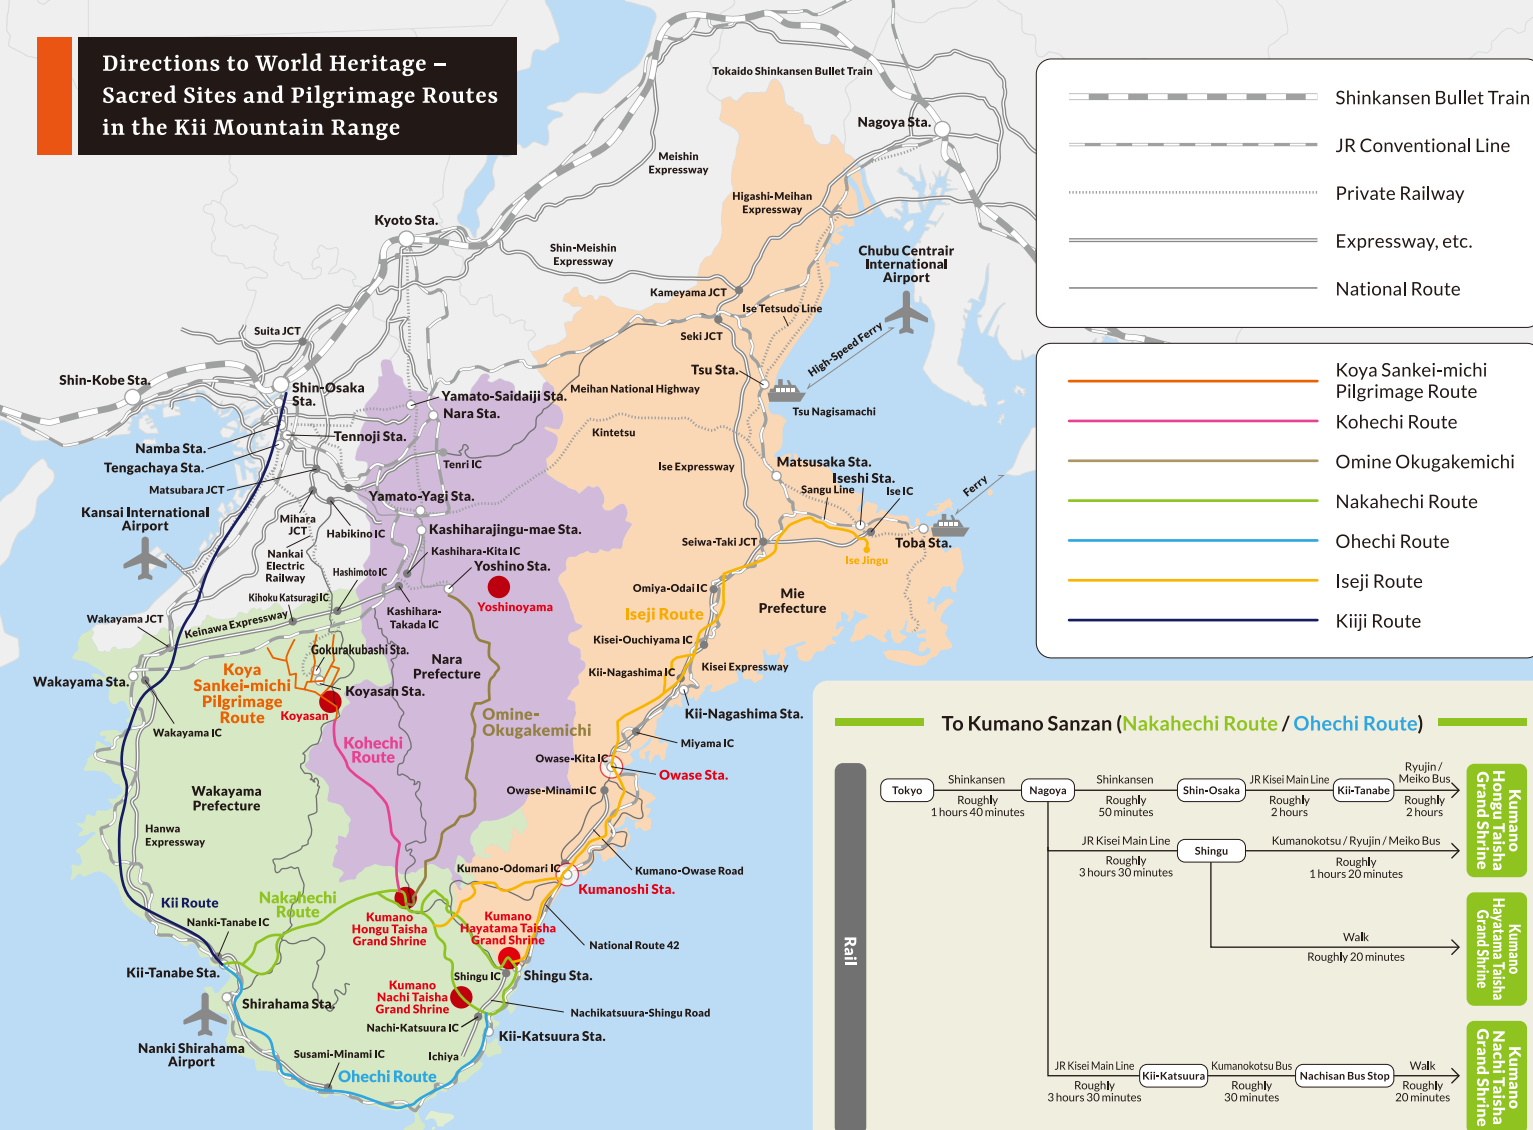 Directions to World Heritage –
Sacred Sites and Pilgrimage Routes
in the Kii Mountain Range
Tokaido Shinkansen Bullet Train
Nagoya Sta.
Meishin
Expressway
Higashi-Meihan
Expressway
Kyoto Sta.
Shin-Meishin
Expressway
Chubu Centrair
International
Airport
Kameyama JCT
Ise Tetsudo Line
Suita JCT
Seki JCT
High-Speed Ferry
Shin-Kobe Sta.
Shin-Osaka
Sta.
Tsu Sta.
Meihan National Highway
Yamato-Saidaiji Sta.
Nara Sta.
Tsu Nagisamachi
Namba Sta.
Tennoji Sta.
Kintetsu
Tengachaya Sta.
Tenri IC
Ise Expressway
Matsusaka Sta.
Iseshi Sta.
Matsubara JCT
Yamato-Yagi Sta.
Sangu Line
Ise IC
Ferry
Kansai International
Airport
Mihara
JCT
Habikino IC
Kashiharajingu-mae Sta.
Seiwa-Taki JCT
Toba Sta.
Nankai
Electric
Railway
Kashihara-Kita IC
Ise Jingu
Hashimoto IC
Yoshino Sta.
Omiya-Odai IC
Mie
Prefecture
Kihoku Katsuragi IC
Yoshinoyama
Iseji Route
Wakayama JCT
Keinawa Expressway
Kashihara-
Takada IC
Kisei-Ouchiyama IC
Gokurakubashi Sta.
Nara
Prefecture
Kisei Expressway
Wakayama Sta.
Koya
Sankei-michi
Pilgrimage
Route
Koyasan Sta.
Kii-Nagashima IC
Koyasan
Omine-
Okugakemichi
Kii-Nagashima Sta.
Wakayama IC
Kohechi
Route
Miyama IC
Owase-Kita IC
Owase Sta.
Wakayama
Prefecture
Owase-Minami IC
Hanwa
Expressway
Kumano-Odomari IC
Kumano-Owase Road
Kumanoshi Sta.
Kii Route
Nakahechi
Route
Nanki-Tanabe IC
Kumano
Hongu Taisha
Grand Shrine
Kumano
Hayatama Taisha
Grand Shrine
National Route 42
Kii-Tanabe Sta.
Shingu IC
Shingu Sta.
Shirahama Sta.
Kumano
Nachi Taisha
Grand Shrine
Nachikatsuura-Shingu Road
Nachi-Katsuura IC
Kii-Katsuura Sta.
Nanki Shirahama
Airport
Susami-Minami IC
Ichiya
Ohechi Route
Shinkansen Bullet Train
JR Conventional Line
Private Railway
Expressway, etc.
National Route
Koya Sankei-michi
Pilgrimage Route
Kohechi Route
Omine Okugakemichi
Nakahechi Route
Ohechi Route
Iseji Route
Kiiji Route
To Kumano Sanzan (Nakahechi Route / Ohechi Route)
Rail
Tokyo
Shinkansen
Roughly
1 hours 40 minutes
Nagoya
Shinkansen
Roughly
50 minutes
Shin-Osaka
JR Kisei Main Line
Roughly
2 hours
Kii-Tanabe
Ryujin /
Meiko Bus
Roughly
2 hours
Kumano
Hongu Taisha
Grand Shrine
JR Kisei Main Line
Roughly
3 hours 30 minutes
Shingu
Kumanokotsu / Ryujin / Meiko Bus
Roughly
1 hours 20 minutes
Walk
Roughly 20 minutes
Kumano
Hayatama Taisha
Grand Shrine
JR Kisei Main Line
Roughly
3 hours 30 minutes
Kii-Katsuura
Kumanokotsu Bus
Roughly
30 minutes
Nachisan Bus Stop
Walk
Roughly
20 minutes
Kumano
Nachi Taisha
Grand Shrine